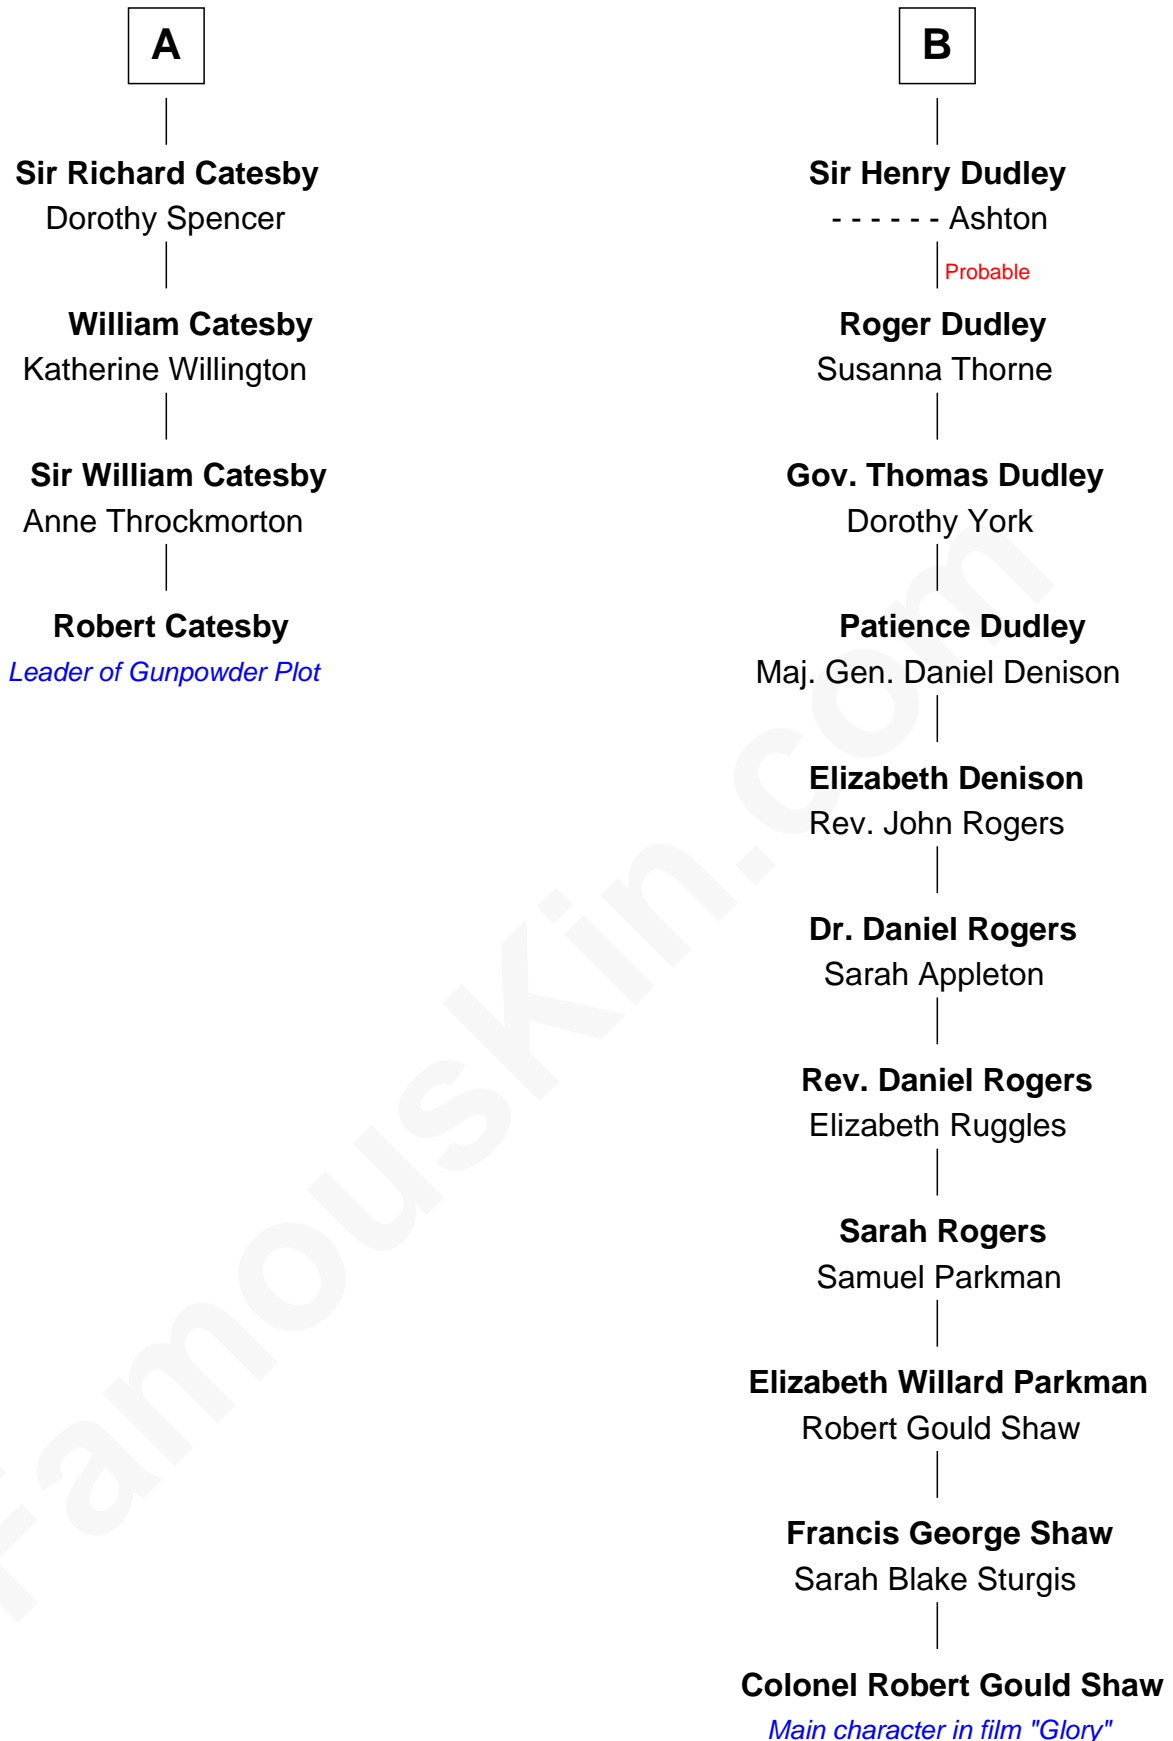 A
Sir Richard Catesby
Dorothy Spencer
William Catesby
Katherine Willington
Sir William Catesby
Anne Throckmorton
Robert Catesby
Leader of Gunpowder Plot
B
Sir Henry Dudley
- - - - - - Ashton
Probable
Roger Dudley
Susanna Thorne
Gov. Thomas Dudley
Dorothy York
Patience Dudley
Maj. Gen. Daniel Denison
Elizabeth Denison
Rev. John Rogers
Dr. Daniel Rogers
Sarah Appleton
Rev. Daniel Rogers
Elizabeth Ruggles
Sarah Rogers
Samuel Parkman
Elizabeth Willard Parkman
Robert Gould Shaw
Francis George Shaw
Sarah Blake Sturgis
Colonel Robert Gould Shaw
Main character in film "Glory"
FamousKin.com